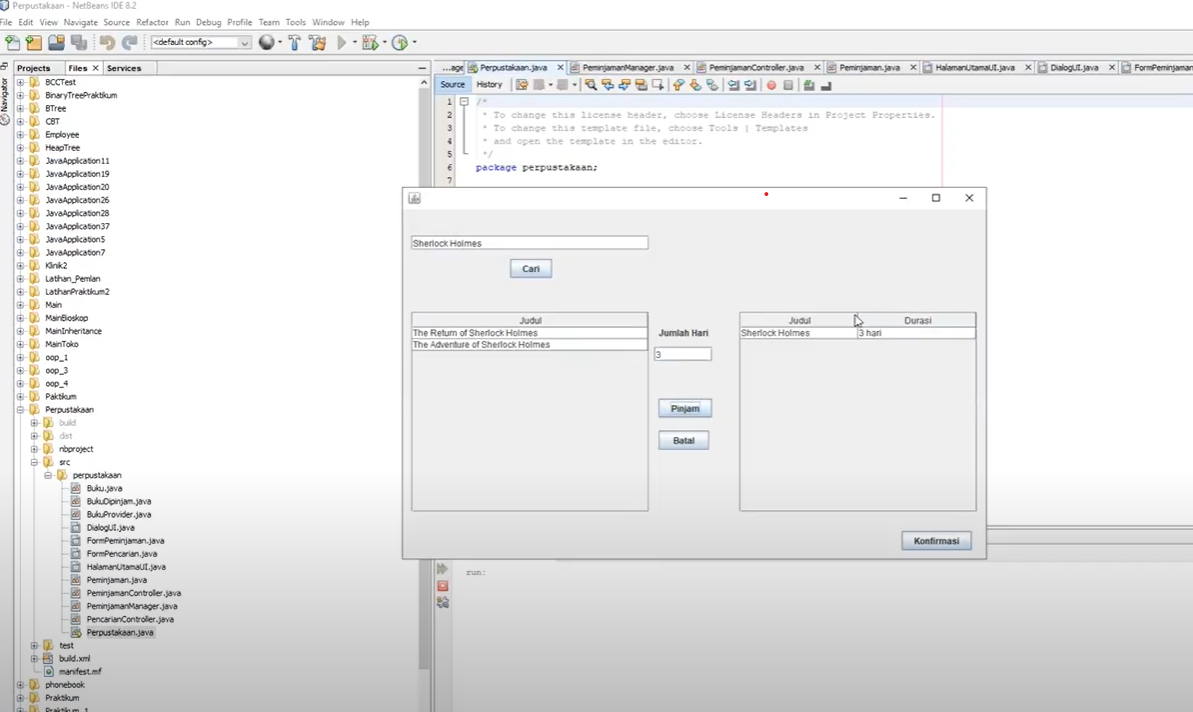 Perpustakaan - NetBeans IDE 8.2
File Edit View Navigate Source Refactor Run Debug Profile Team Tools Window Help
<default config>
Projects Files Services
...age Perpustakaan.java PeminjamanManager.java PeminjamanController.java Peminjaman.java HalamanUtamaUI.java DialogUI.java FormPeminjaman
Navigator
Source History
BCCTest
BinaryTreePraktikum
BTree
CBT
Employee
HeapTree
JavaApplication11
JavaApplication19
JavaApplication20
JavaApplication26
JavaApplication28
JavaApplication37
JavaApplication5
JavaApplication7
Klinik2
Latihan_Pemlan
LatihanPraktikum2
Main
MainBioskop
MainInheritance
MainToko
oop_1
oop_3
oop_4
Paktikum
Perpustakaan
build
dist
nbproject
src
perpustakaan
Buku.java
BukuDipinjam.java
BukuProvider.java
DialogUI.java
FormPeminjaman.java
FormPencarian.java
HalamanUtamaUI.java
Peminjaman.java
PeminjamanController.java
PeminjamanManager.java
PencarianController.java
Perpustakaan.java
test
build.xml
manifest.mf
phonebook
Praktikum
Praktikum_1
1 /*
2 * To change this license header, choose License Headers in Project Properties.
3 * To change this template file, choose Tools | Templates
4 * and open the template in the editor.
5 */
6 package perpustakaan;
7
Sherlock Holmes
Cari
Judul
The Return of Sherlock Holmes
The Adventure of Sherlock Holmes
Jumlah Hari
3
Pinjam
Batal
Judul Durasi
Sherlock Holmes 3 hari
Konfirmasi
run: